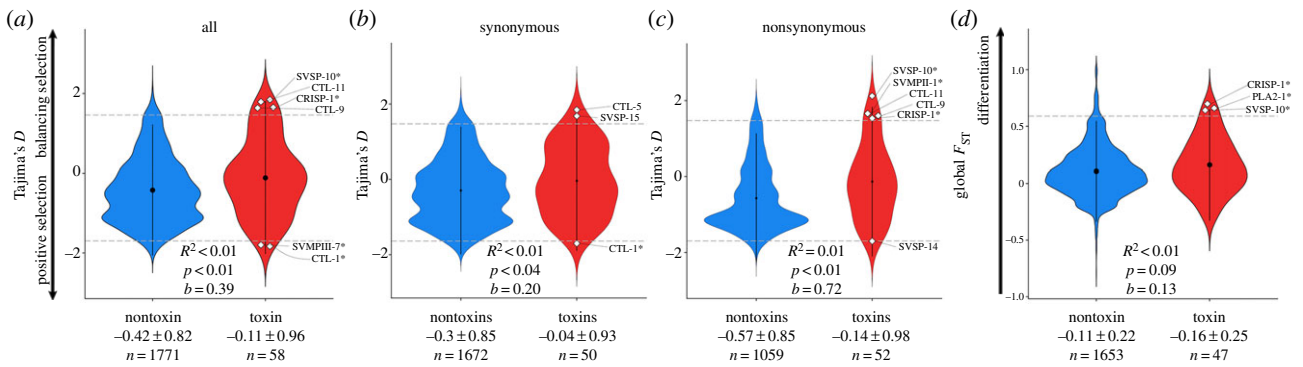 (a)
all
positive selection balancing selection
Tajima's D
2
0
−2
SVSP-10*
CTL-11
CRISP-1*
CTL-9
SVMPIII-7*
CTL-1*
R² < 0.01
p < 0.01
b = 0.39
nontoxin
−0.42 ± 0.82
n = 1771
toxin
−0.11 ± 0.96
n = 58
(b)
synonymous
Tajima's D
2
0
−2
CTL-5
SVSP-15
CTL-1*
R² < 0.01
p < 0.04
b = 0.20
nontoxins
−0.3 ± 0.85
n = 1672
toxins
−0.04 ± 0.93
n = 50
(c)
nonsynonymous
Tajima's D
2
0
−2
SVSP-10*
SVMPII-1*
CTL-11
CTL-9
CRISP-1*
SVSP-14
R² = 0.01
p < 0.01
b = 0.72
nontoxins
−0.57 ± 0.85
n = 1059
toxins
−0.14 ± 0.98
n = 52
(d)
differentiation
global FST
1.0
0.5
0
−0.5
−1.0
CRISP-1*
PLA2-1*
SVSP-10*
R² < 0.01
p = 0.09
b = 0.13
nontoxin
−0.11 ± 0.22
n = 1653
toxin
−0.16 ± 0.25
n = 47